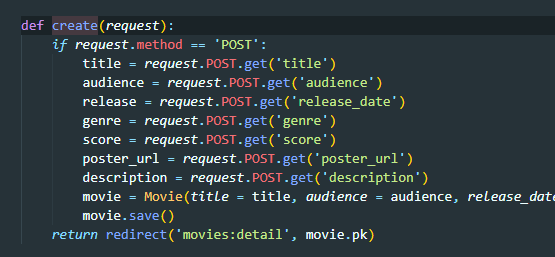 def create(request):
    if request.method == 'POST':
        title = request.POST.get('title')
        audience = request.POST.get('audience')
        release = request.POST.get('release_date')
        genre = request.POST.get('genre')
        score = request.POST.get('score')
        poster_url = request.POST.get('poster_url')
        description = request.POST.get('description')
        movie = Movie(title = title, audience = audience, release_dat
        movie.save()
    return redirect('movies:detail', movie.pk)